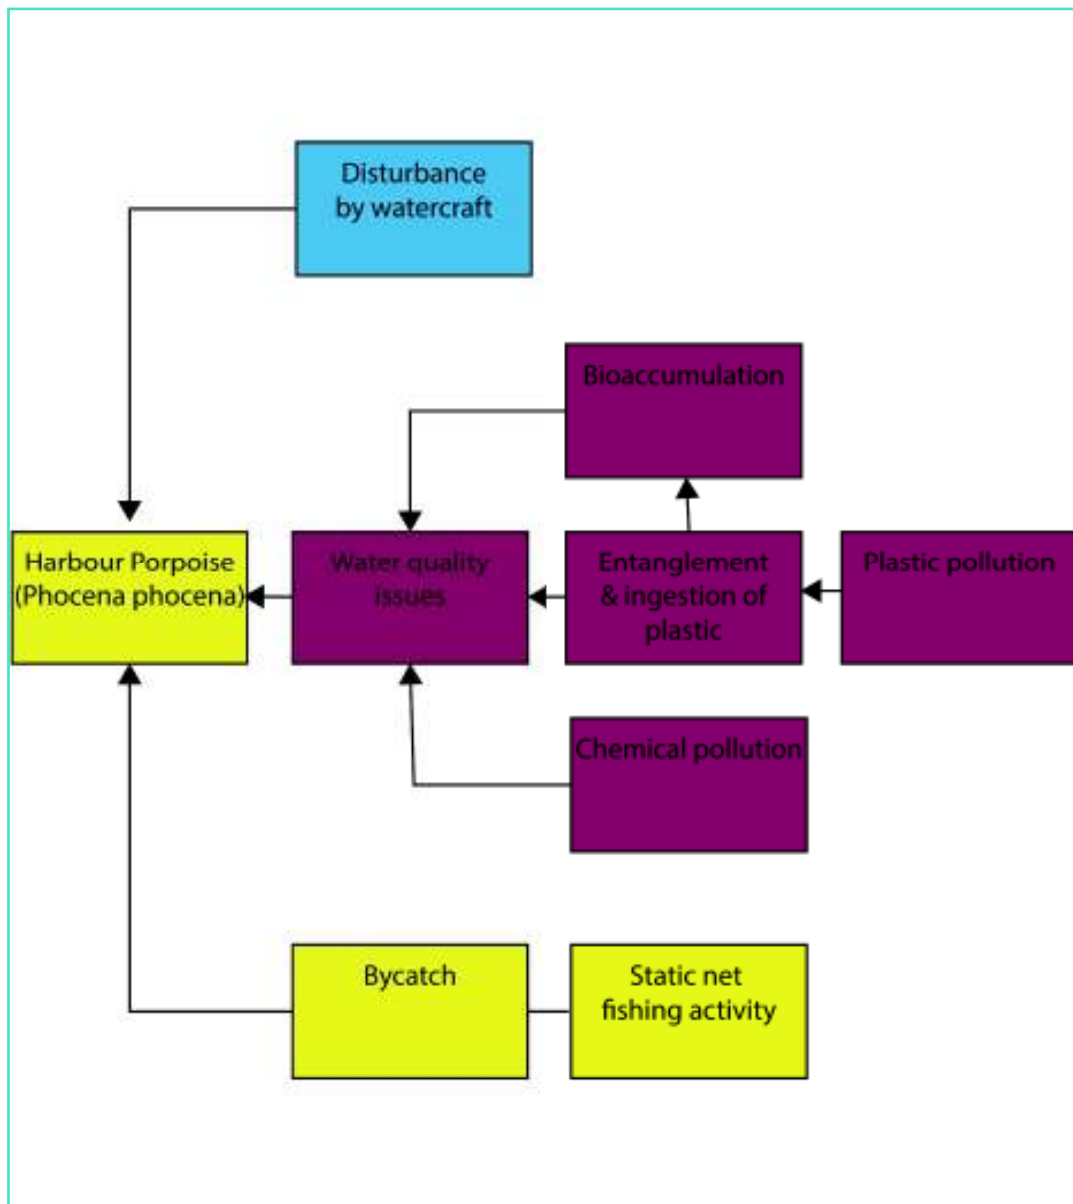 Disturbance
by watercraft
Bioaccumulation
Harbour Porpoise
(Phocena phocena)
Water quality
issues
Entanglement
& ingestion of
plastic
Plastic pollution
Chemical pollution
Bycatch
Static net
fishing activity